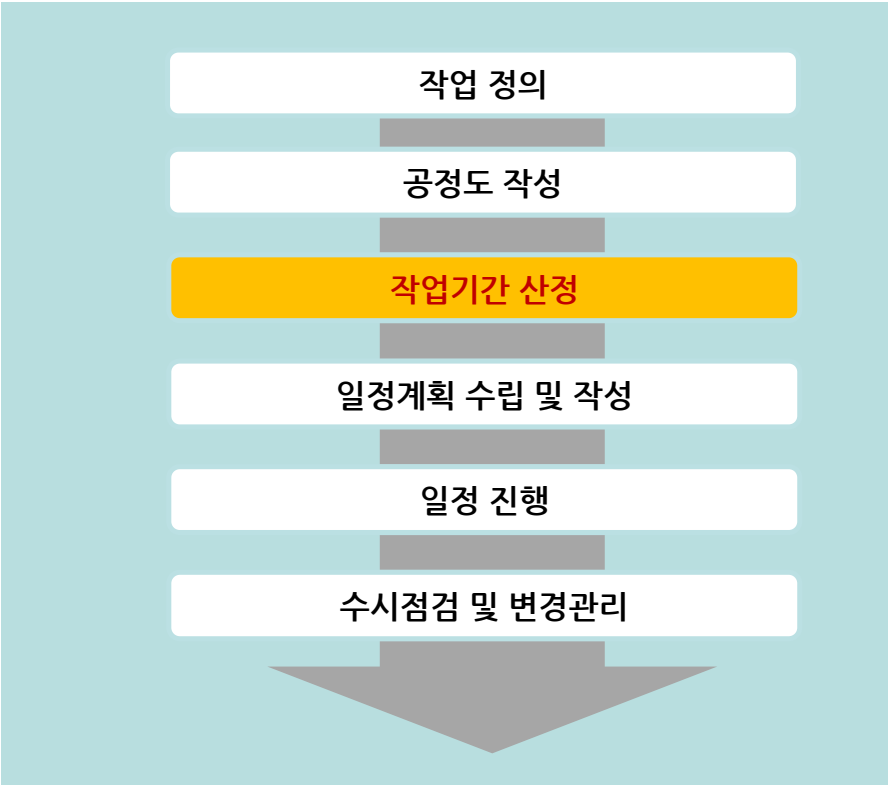 작업 정의
공정도 작성
작업기간 산정
일정계획 수립 및 작성
일정 진행
수시점검 및 변경관리